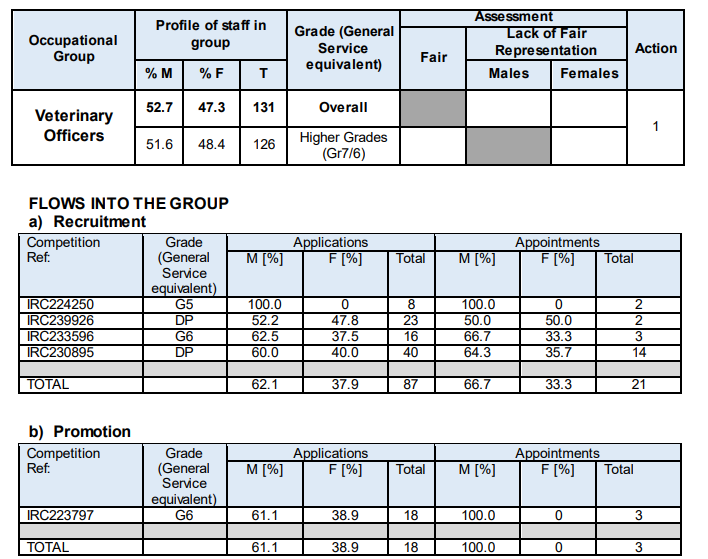 Occupational Group | Profile of staff in group | Grade (General Service equivalent) | Assessment | Action
Fair | Lack of Fair Representation
% M | % F | T | Males | Females
Veterinary Officers | 52.7 | 47.3 | 131 | Overall | 1
51.6 | 48.4 | 126 | Higher Grades (Gr7/6)
FLOWS INTO THE GROUP
a) Recruitment
Competition Ref: | Grade (General Service equivalent) | Applications | Appointments
M [%] | F [%] | Total | M [%] | F [%] | Total
IRC224250 | G5 | 100.0 | 0 | 8 | 100.0 | 0 | 2
IRC239926 | DP | 52.2 | 47.8 | 23 | 50.0 | 50.0 | 2
IRC233596 | G6 | 62.5 | 37.5 | 16 | 66.7 | 33.3 | 3
IRC230895 | DP | 60.0 | 40.0 | 40 | 64.3 | 35.7 | 14
TOTAL | 62.1 | 37.9 | 87 | 66.7 | 33.3 | 21
b) Promotion
Competition Ref: | Grade (General Service equivalent) | Applications | Appointments
M [%] | F [%] | Total | M [%] | F [%] | Total
IRC223797 | G6 | 61.1 | 38.9 | 18 | 100.0 | 0 | 3
TOTAL | 61.1 | 38.9 | 18 | 100.0 | 0 | 3